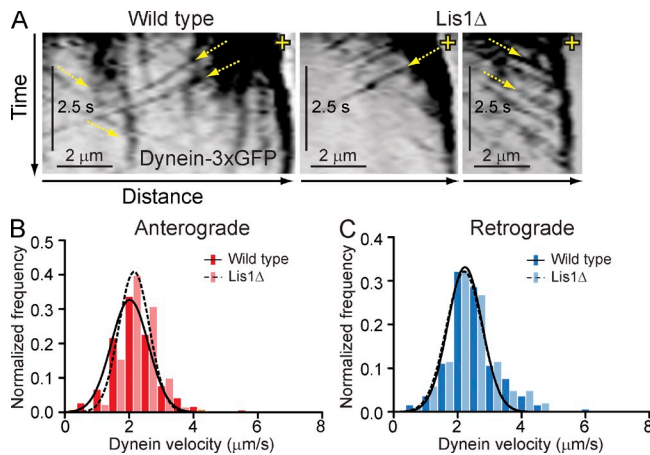 A
Wild type
Lis1Δ
Time
2.5 s
2 μm
Dynein-3xGFP
+
2.5 s
2 μm
+
2.5 s
2 μm
+
Distance
B
Anterograde
Normalized frequency
0.5
0.4
0.3
0.2
0.1
0.0
0 2 4 6 8
Dynein velocity (μm/s)
Wild type
Lis1Δ
C
Retrograde
Normalized frequency
0.4
0.3
0.2
0.1
0.0
0 2 4 6 8
Dynein velocity (μm/s)
Wild type
Lis1Δ